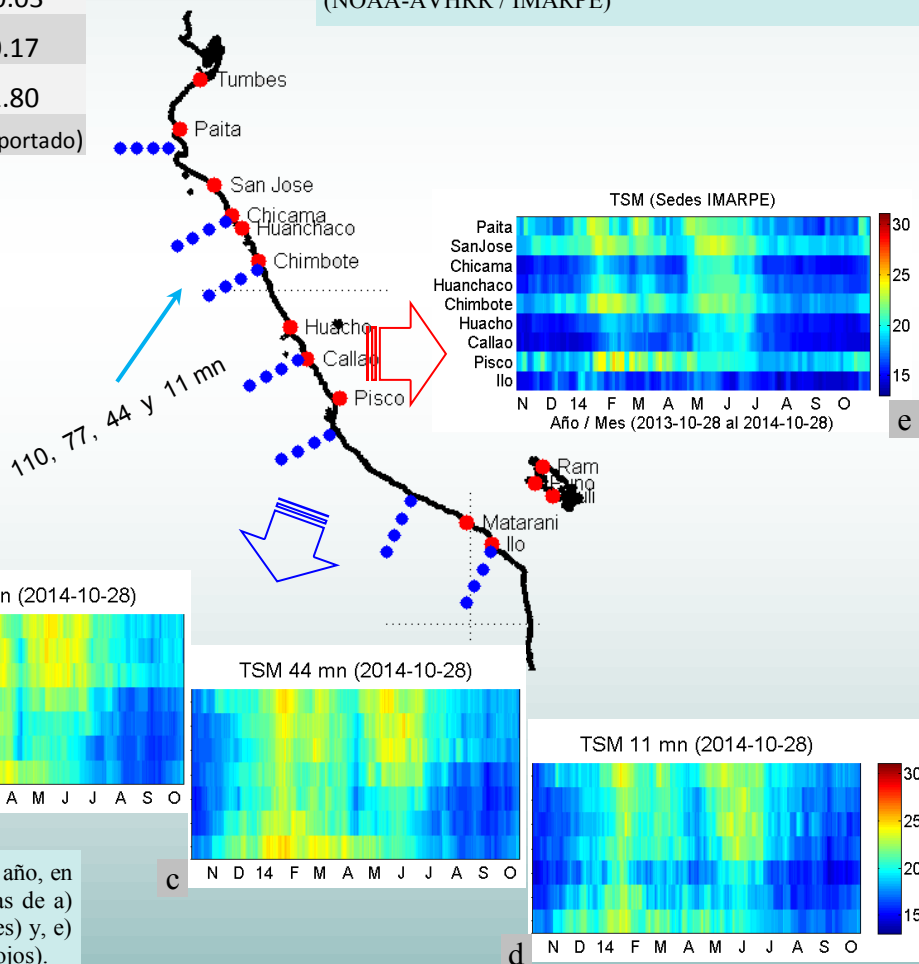 0.17
.80
portado)
(NOAA-AVHRR / IMARPE)
Tumbes
Paita
San Jose
Chicama
Huanchaco
Chimbote
Huacho
Callao
Pisco
Matarani
Ilo
Ram
110, 77, 44 y 11 mn
TSM (Sedes IMARPE)
Paita
SanJose
Chicama
Huanchaco
Chimbote
Huacho
Callao
Pisco
Ilo
30
25
20
15
N D 14 F M A M J J A S O
Año / Mes (2013-10-28 al 2014-10-28)
e
n (2014-10-28)
A M J J A S O
TSM 44 mn (2014-10-28)
N D 14 F M A M J J A S O
c
TSM 11 mn (2014-10-28)
30
25
20
15
N D 14 F M A M J J A S O
d
año, en
as de a)
es) y, e)
ojos).